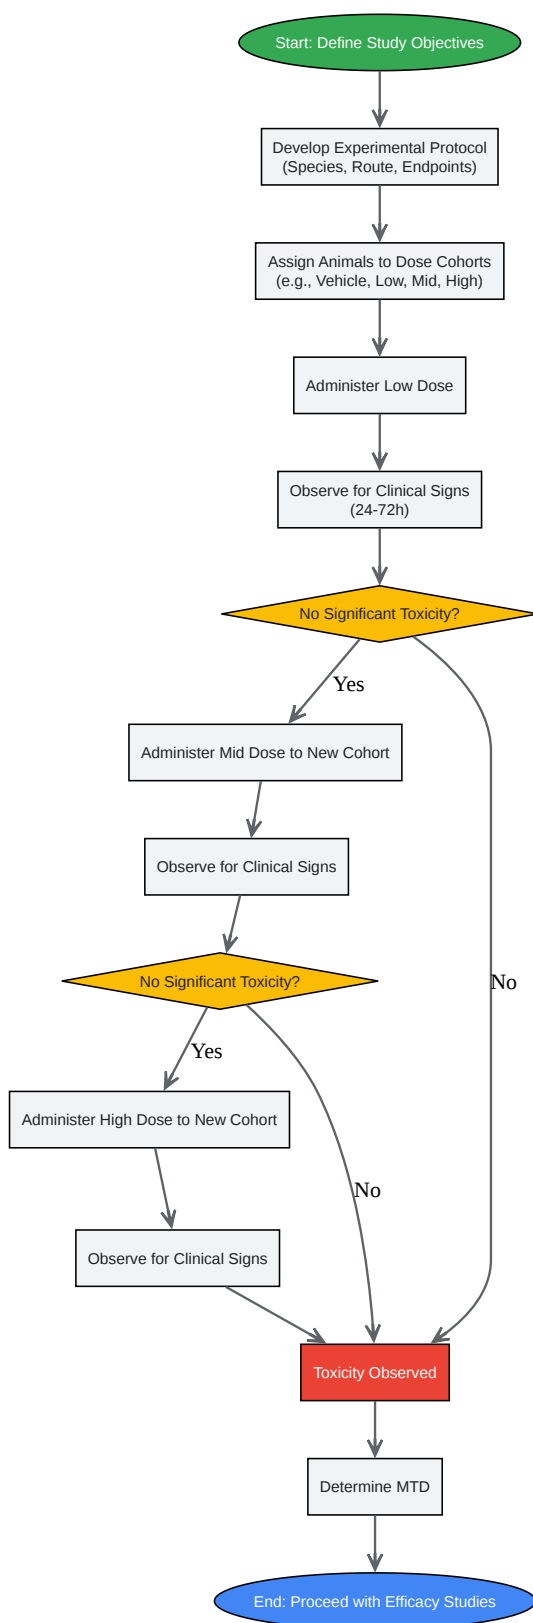 Start: Define Study Objectives
Develop Experimental Protocol
(Species, Route, Endpoints)
Assign Animals to Dose Cohorts
(e.g., Vehicle, Low, Mid, High)
Administer Low Dose
Observe for Clinical Signs
(24-72h)
No Significant Toxicity?
Yes
Administer Mid Dose to New Cohort
Observe for Clinical Signs
No Significant Toxicity?
No
Yes
Administer High Dose to New Cohort
No
Observe for Clinical Signs
Toxicity Observed
Determine MTD
End: Proceed with Efficacy Studies